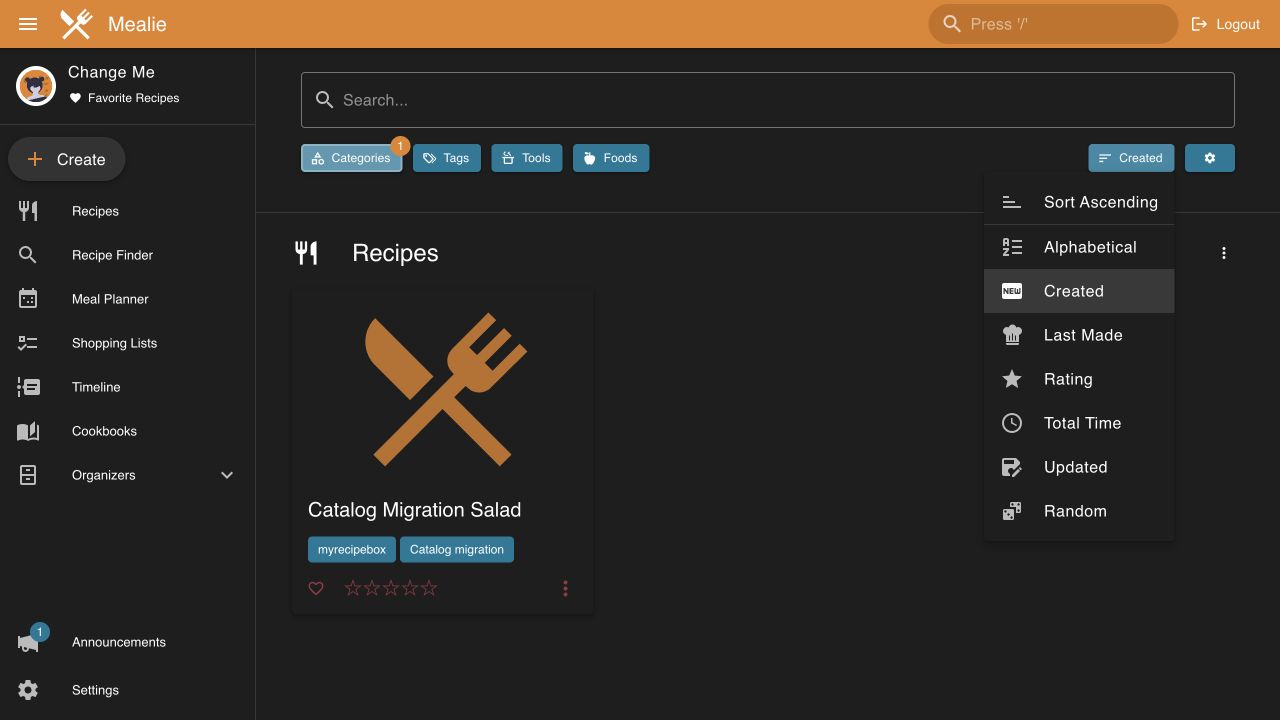 Mealie
Press '/'
Logout
Change Me
Favorite Recipes
Create
Recipes
Recipe Finder
Meal Planner
Shopping Lists
Timeline
Cookbooks
Organizers
1
Announcements
Settings
Search...
Categories
1
Tags
Tools
Foods
Created
Sort Ascending
Alphabetical
NEW
Created
Last Made
Rating
Total Time
Updated
Random
Recipes
Catalog Migration Salad
myrecipebox
Catalog migration